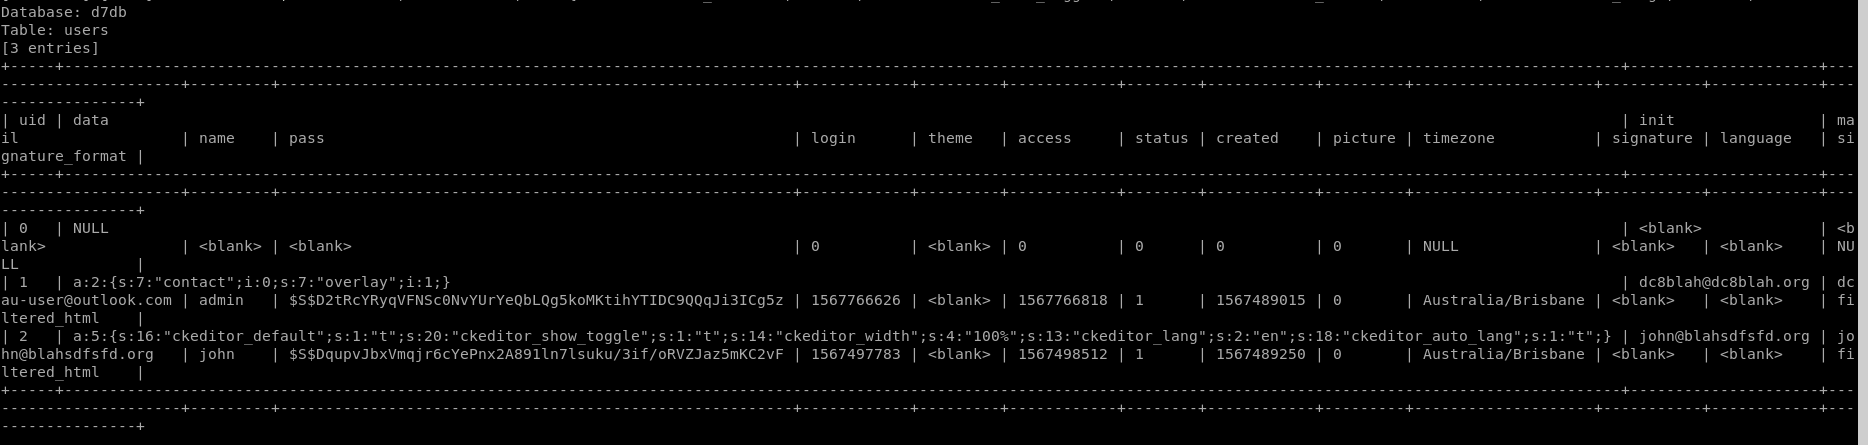 Database: d7db
Table: users
[3 entries]
+-----+-----------------------------------------------------------------------------------------------------------------------------------------------------------------------------+---------------------+---
--------------------+---------+---------------------------------------------------------+------------+---------+------------+--------+------------+---------+--------------------+-----------+------------+---
---------------+
| uid | data | init | ma
il | name | pass | login | theme | access | status | created | picture | timezone | signature | language | si
gnature_format |
+-----+-----------------------------------------------------------------------------------------------------------------------------------------------------------------------------+---------------------+---
--------------------+---------+---------------------------------------------------------+------------+---------+------------+--------+------------+---------+--------------------+-----------+------------+---
---------------+
| 0 | NULL | <blank> | <b
lank> | <blank> | <blank> | 0 | <blank> | 0 | 0 | 0 | 0 | NULL | <blank> | <blank> | NU
LL |
| 1 | a:2:{s:7:"contact";i:0;s:7:"overlay";i:1;} | dc8blah@dc8blah.org | dc
au-user@outlook.com | admin | $S$D2tRcYRyqVFNSc0NvYUrYeQbLQg5koMKtihYTIDC9QQqJi3ICg5z | 1567766626 | <blank> | 1567766818 | 1 | 1567489015 | 0 | Australia/Brisbane | <blank> | <blank> | fi
ltered_html |
| 2 | a:5:{s:16:"ckeditor_default";s:1:"t";s:20:"ckeditor_show_toggle";s:1:"t";s:14:"ckeditor_width";s:4:"100%";s:13:"ckeditor_lang";s:2:"en";s:18:"ckeditor_auto_lang";s:1:"t";} | john@blahsdfsfd.org | jo
hn@blahsdfsfd.org | john | $S$DqupvJbxVmqjr6cYePnx2A891ln7lsuku/3if/oRVZJaz5mKC2vF | 1567497783 | <blank> | 1567498512 | 1 | 1567489250 | 0 | Australia/Brisbane | <blank> | <blank> | fi
ltered_html |
+-----+-----------------------------------------------------------------------------------------------------------------------------------------------------------------------------+---------------------+---
--------------------+---------+---------------------------------------------------------+------------+---------+------------+--------+------------+---------+--------------------+-----------+------------+---
---------------+